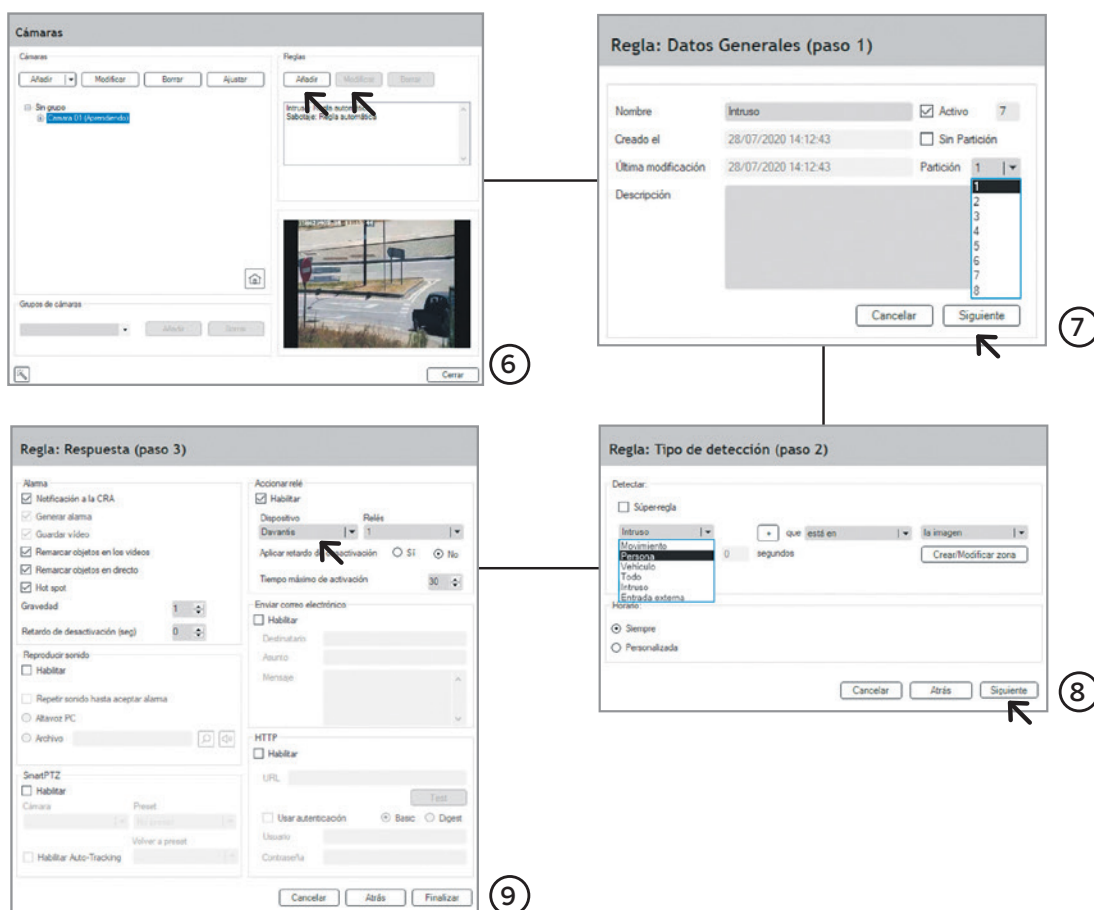 Cámaras
Cámaras
Añadir Modificar Borrar Ajustar
Sin grupo
Camara 01 (Aprendiendo)
Grupos de cámaras
Añadir Borrar
Reglas
Añadir Modificar Borrar
Intruso: Regla automática
Sabotaje: Regla automática
Cerrar
6
Regla: Datos Generales (paso 1)
Nombre Intruso Activo 7
Creado el 28/07/2020 14:12:43 Sin Partición
Última modificación 28/07/2020 14:12:43 Partición 1
Descripción
1
2
3
4
5
6
7
8
Cancelar Siguiente
7
Regla: Tipo de detección (paso 2)
Detectar:
Súper-regla
Intruso + que está en la imagen
Movimiento
Persona
Vehículo
Todo
Intruso
Entrada externa
0 segundos Crear/Modificar zona
Horario:
Siempre
Personalizada
Cancelar Atrás Siguiente
8
Regla: Respuesta (paso 3)
Alarma
Notificación a la CRA
Generar alarma
Guardar vídeo
Remarcar objetos en los vídeos
Remarcar objetos en directo
Hot spot
Gravedad 1
Retardo de desactivación (seg) 0
Reproducir sonido
Habilitar
Repetir sonido hasta aceptar alarma
Altavoz PC
Archivo
SmartPTZ
Habilitar
Cámara Preset
No preset
Volver a preset
Habilitar Auto-Tracking
Accionar relé
Habilitar
Dispositivo Relés
Davantis 1
Aplicar retardo de desactivación Sí No
Tiempo máximo de activación 30
Enviar correo electrónico
Habilitar
Destinatario
Asunto
Mensaje
HTTP
Habilitar
URL
Test
Usar autenticación Basic Digest
Usuario
Contraseña
Cancelar Atrás Finalizar
9